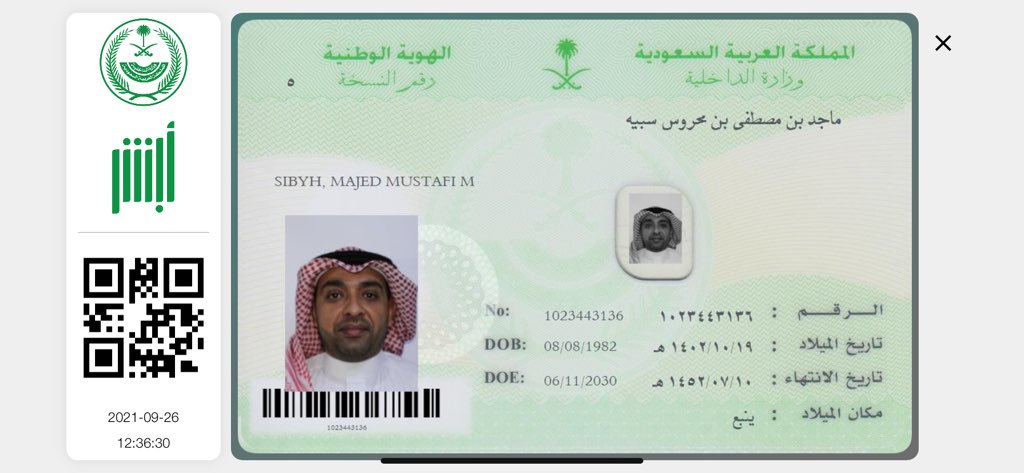 أبشر
2021-09-26
12:36:30
المملكة العربية السعودية
وزارة الداخلية
الهوية الوطنية
رقم النسخة
٥
ماجد بن مصطفى بن محروس سبيه
SIBYH, MAJED MUSTAFI M
No: 1023443136 ١٠٢٣٤٤٣١٣٦ : الـــرقـــم
DOB: 08/08/1982 ١٤٠٢/١٠/١٩ هـ : تاريخ الميلاد
DOE: 06/11/2030 ١٤٥٢/٠٧/١٠ هـ : تاريخ الانتهاء
مكان الميلاد : ينبع
1023443136